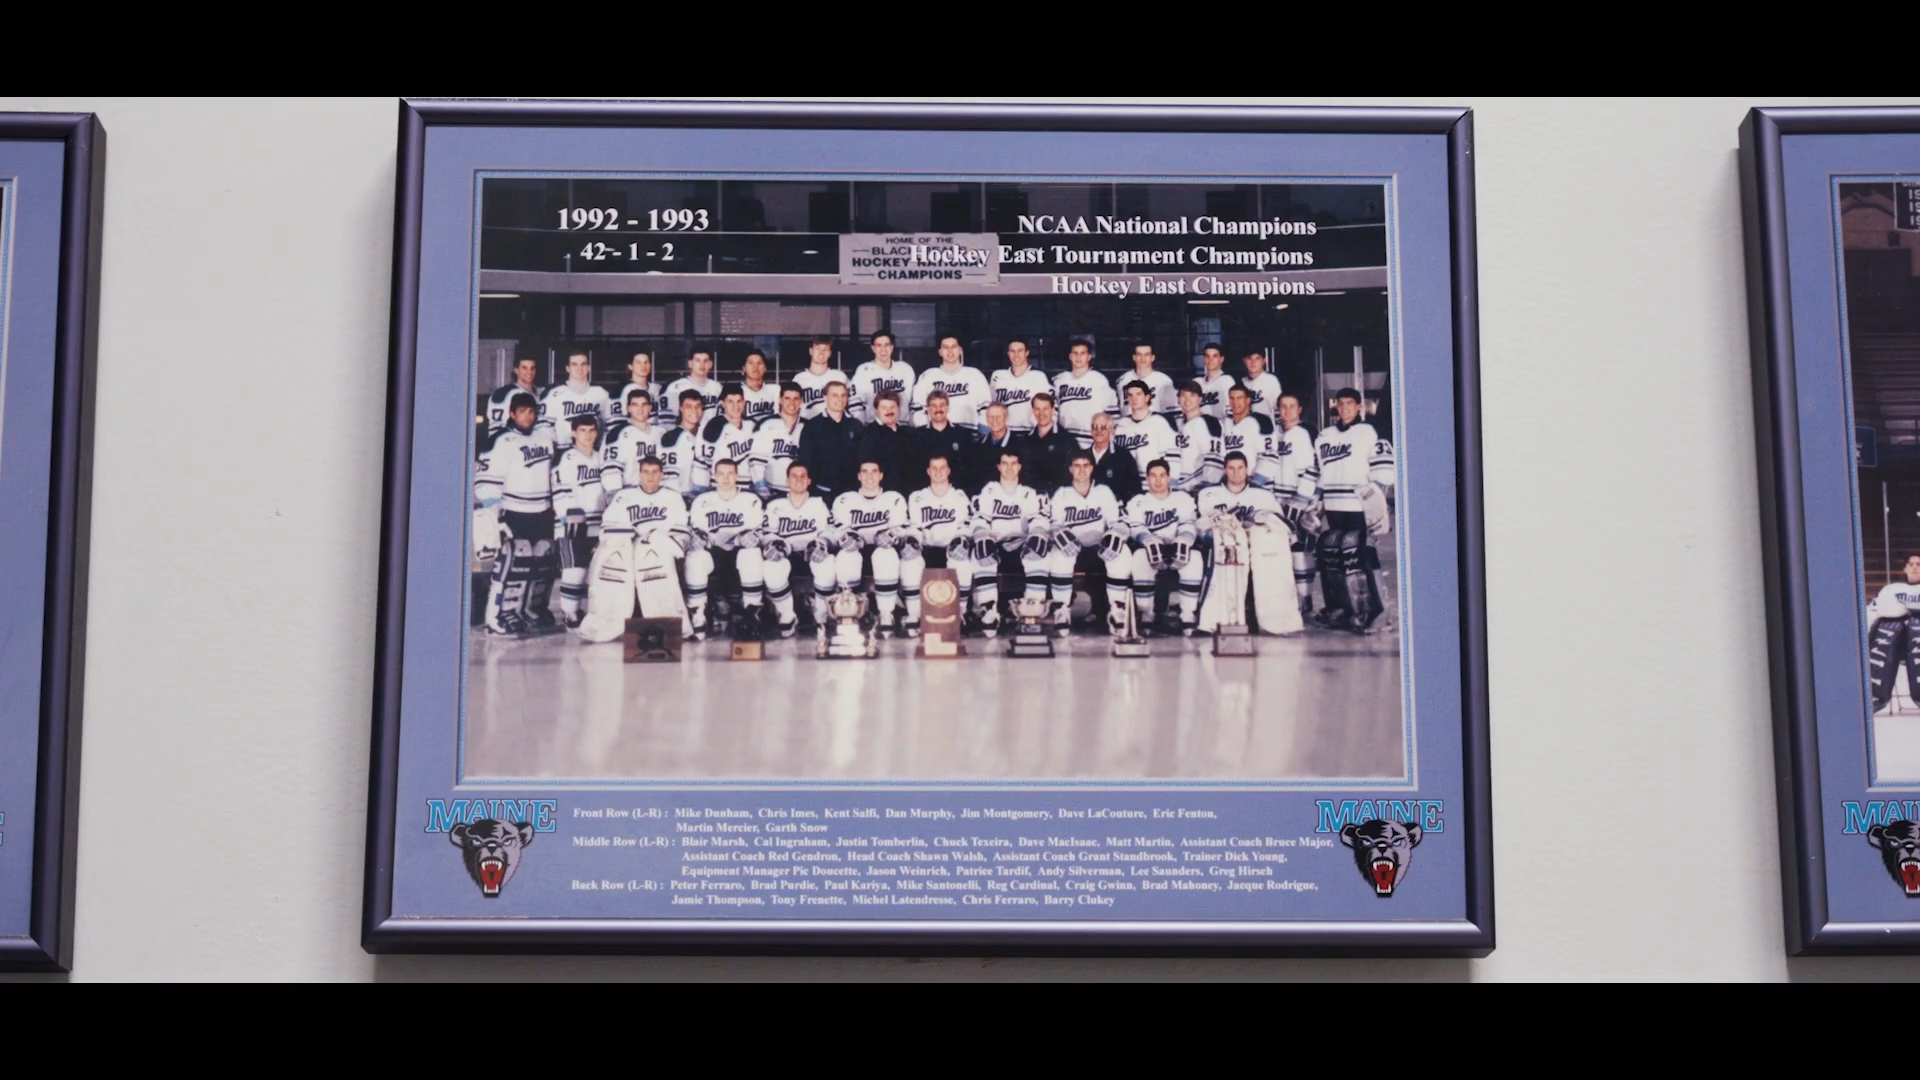 1992 - 1993
42 - 1 - 2
NCAA National Champions
Hockey East Tournament Champions
Hockey East Champions
HOME OF THE
BLACK BEARS
HOCKEY NATIONAL
CHAMPIONS
MAINE
MAINE
Front Row (L-R) : Mike Dunham, Chris Imes, Kent Salfi, Dan Murphy, Jim Montgomery, Dave LaCouture, Eric Fenton,
Martin Mercier, Garth Snow
Middle Row (L-R) : Blair Marsh, Cal Ingraham, Justin Tomberlin, Chuck Texeira, Dave MacIsaac, Matt Martin, Assistant Coach Bruce Major,
Assistant Coach Red Gendron, Head Coach Shawn Walsh, Assistant Coach Grant Standbrook, Trainer Dick Young,
Equipment Manager Pic Doucette, Jason Weinrich, Patrice Tardif, Andy Silverman, Lee Saunders, Greg Hirsch
Back Row (L-R) : Peter Ferraro, Brad Purdie, Paul Kariya, Mike Santonelli, Reg Cardinal, Craig Gwinn, Brad Mahoney, Jacque Rodrigue,
Jamie Thompson, Tony Frenette, Michel Latendresse, Chris Ferraro, Barry Clukey